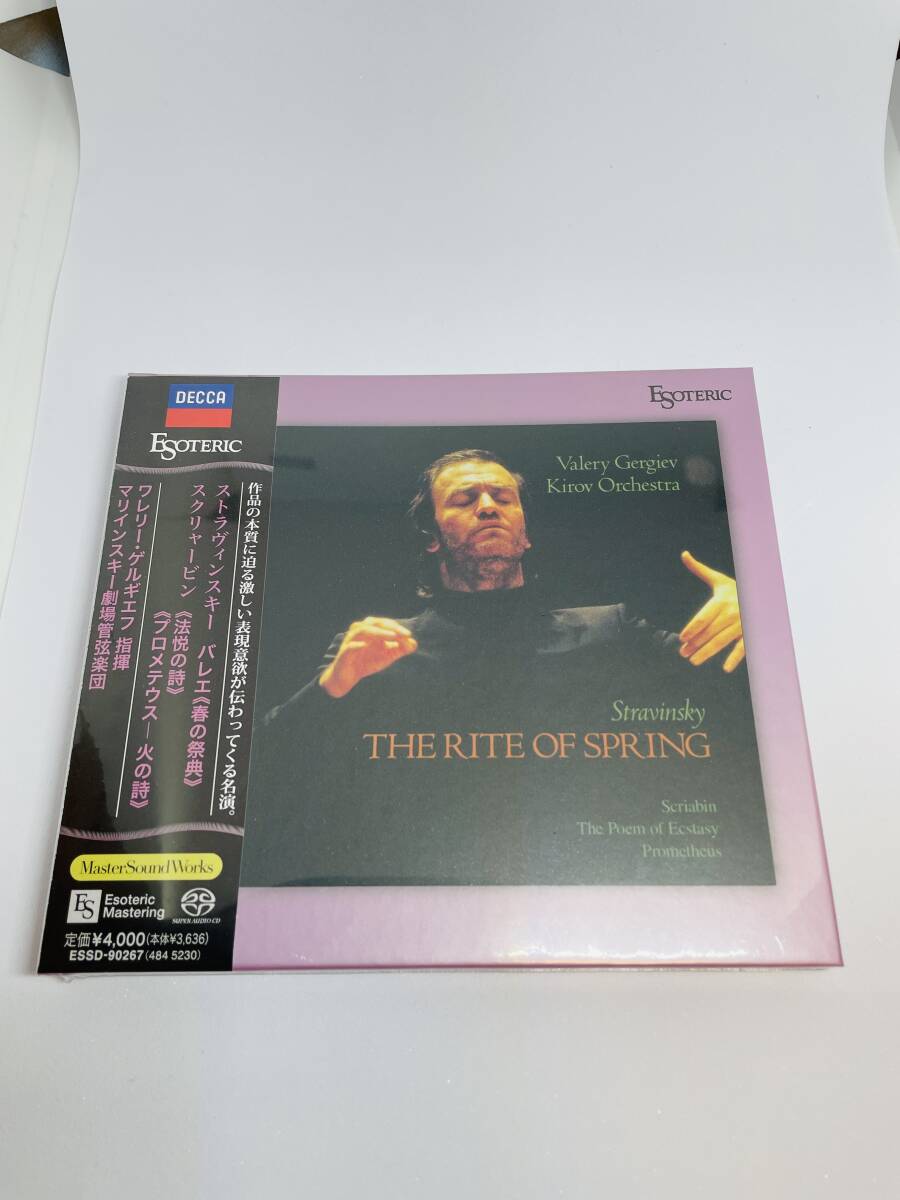 DECCA
ESOTERIC
作品の本質に迫る激しい表現意欲が伝わってくる名演。
ストラヴィンスキー バレエ《春の祭典》
スクリャービン 《法悦の詩》
《プロメテウス―火の詩》
ワレリー・ゲルギエフ 指揮
マリインスキー劇場管弦楽団
MasterSoundWorks
ES Esoteric
Mastering
SUPER AUDIO CD
定価¥4,000(本体¥3,636)
ESSD-90267(484 5230)
ESOTERIC
Valery Gergiev
Kirov Orchestra
Stravinsky
THE RITE OF SPRING
Scriabin
The Poem of Ecstasy
Prometheus